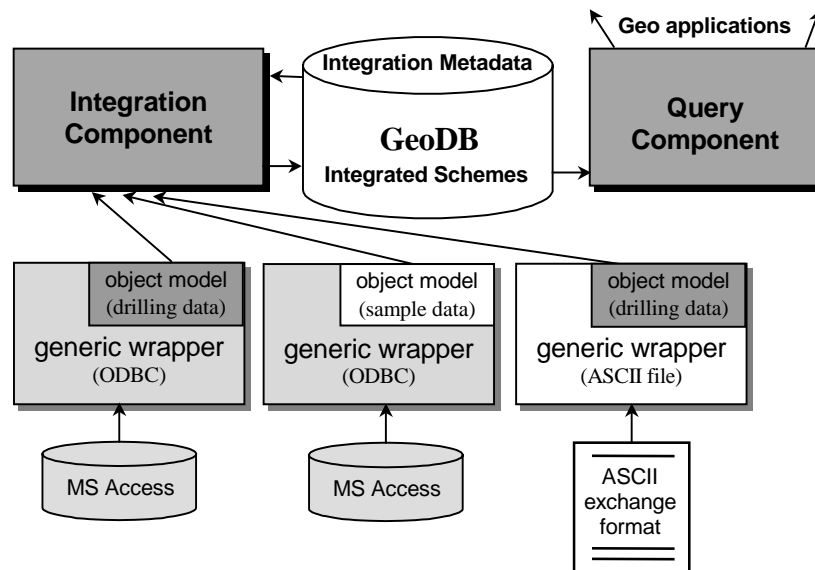 Geo applications
Integration
Component
Integration Metadata
GeoDB
Integrated Schemes
Query
Component
object model
(drilling data)
generic wrapper
(ODBC)
object model
(sample data)
generic wrapper
(ODBC)
object model
(drilling data)
generic wrapper
(ASCII file)
MS Access
MS Access
ASCII
exchange
format